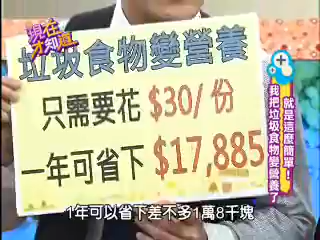 現在才知道
垃圾食物變營養
只需要花 $30/份
一年可省下 $17,885
就是這麼簡單！
我把垃圾食物變營養了
1年可以省下差不多1萬8千塊